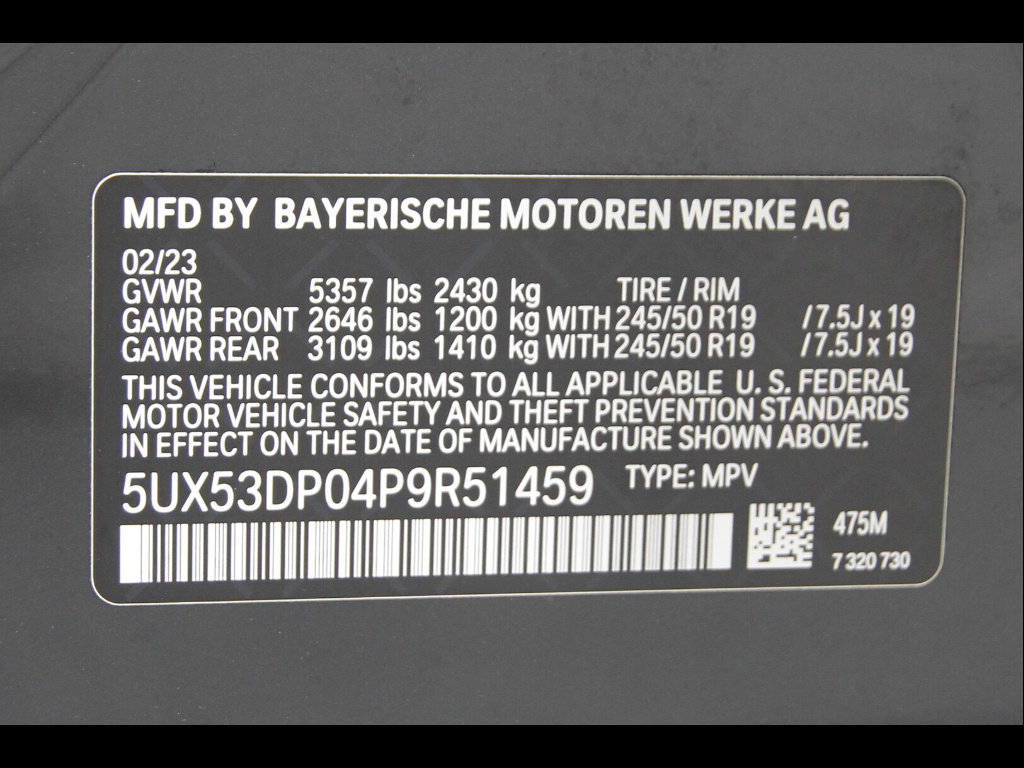 MFD BY BAYERISCHE MOTOREN WERKE AG
02/23
GVWR 5357 lbs 2430 kg TIRE / RIM
GAWR FRONT 2646 lbs 1200 kg WITH 245/50 R19 /7.5J x 19
GAWR REAR 3109 lbs 1410 kg WITH 245/50 R19 /7.5J x 19
THIS VEHICLE CONFORMS TO ALL APPLICABLE U. S. FEDERAL
MOTOR VEHICLE SAFETY AND THEFT PREVENTION STANDARDS
IN EFFECT ON THE DATE OF MANUFACTURE SHOWN ABOVE.
5UX53DP04P9R51459 TYPE: MPV
475M
7 320 730